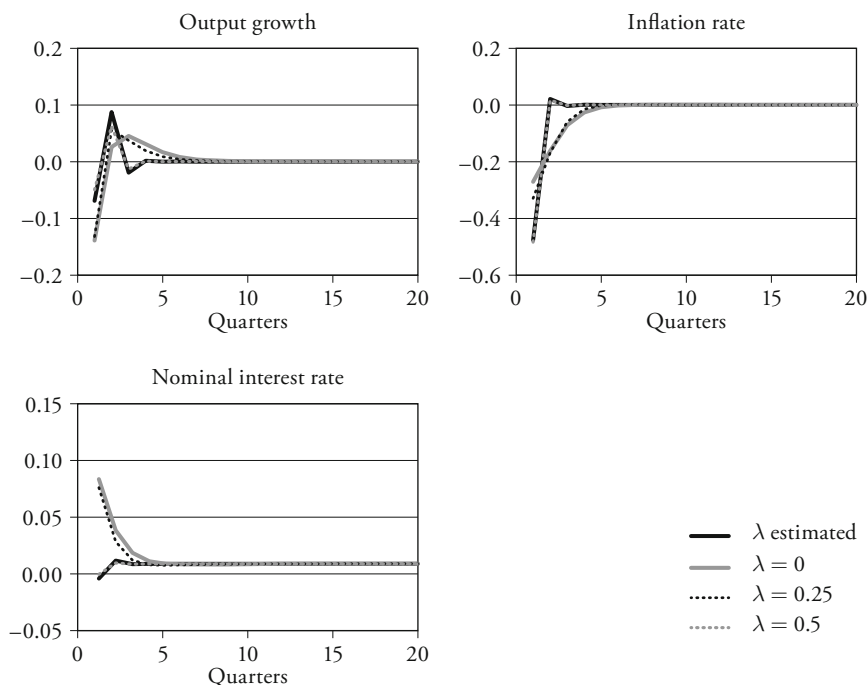 Output growth
0.2
0.1
0.0
−0.1
−0.2
0 5 10 15 20
Quarters
Inflation rate
0.2
0.0
−0.2
−0.4
−0.6
0 5 10 15 20
Quarters
Nominal interest rate
0.15
0.10
0.05
0.00
−0.05
0 5 10 15 20
Quarters
λ estimated
λ = 0
λ = 0.25
λ = 0.5